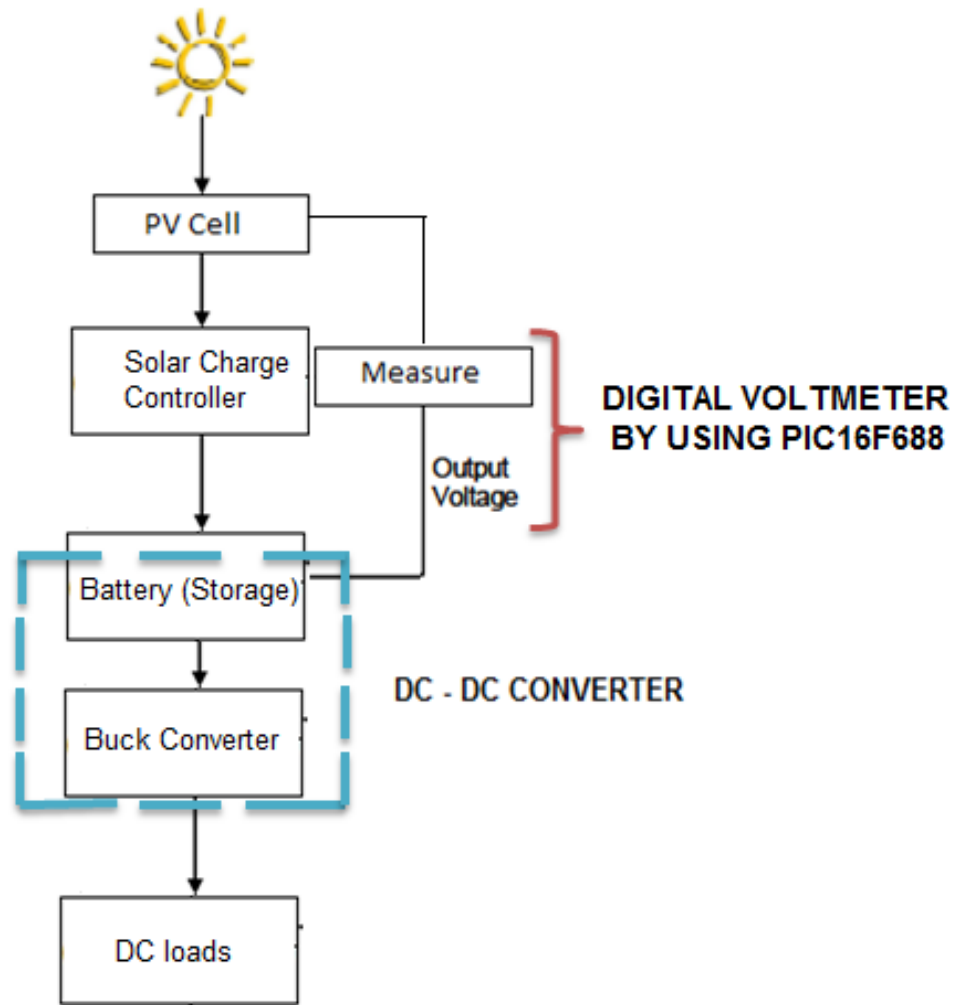 PV Cell
Solar Charge
Controller
Measure
DIGITAL VOLTMETER
BY USING PIC16F688
Output
Voltage
Battery (Storage)
DC - DC CONVERTER
Buck Converter
DC loads